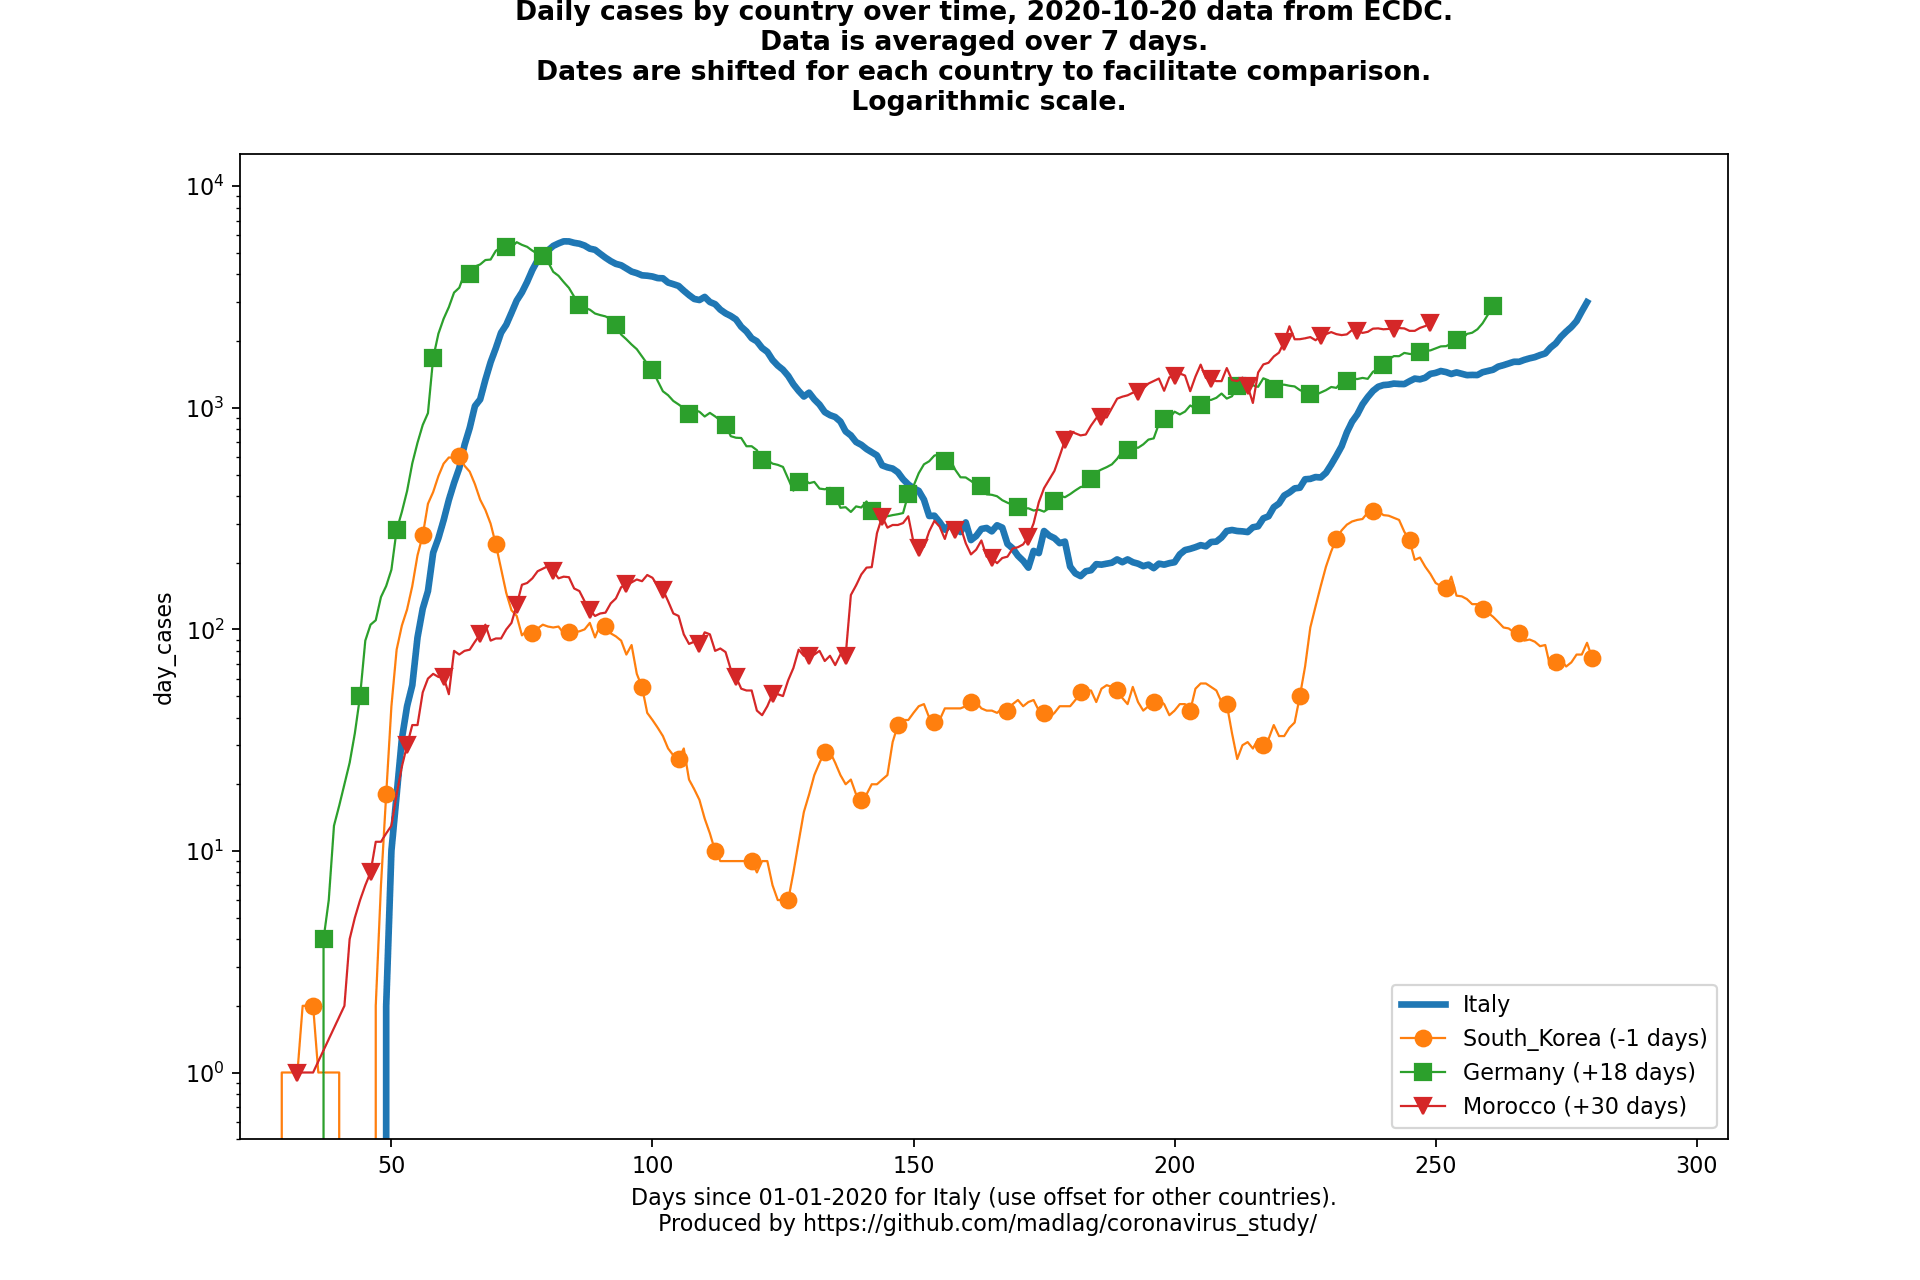 Daily cases by country over time, 2020-10-20 data from ECDC.
Data is averaged over 7 days.
Dates are shifted for each country to facilitate comparison.
Logarithmic scale.
10^4
10^3
10^2
10^1
10^0
day_cases
50
100
150
200
250
300
Italy
South_Korea (-1 days)
Germany (+18 days)
Morocco (+30 days)
Days since 01-01-2020 for Italy (use offset for other countries).
Produced by https://github.com/madlag/coronavirus_study/